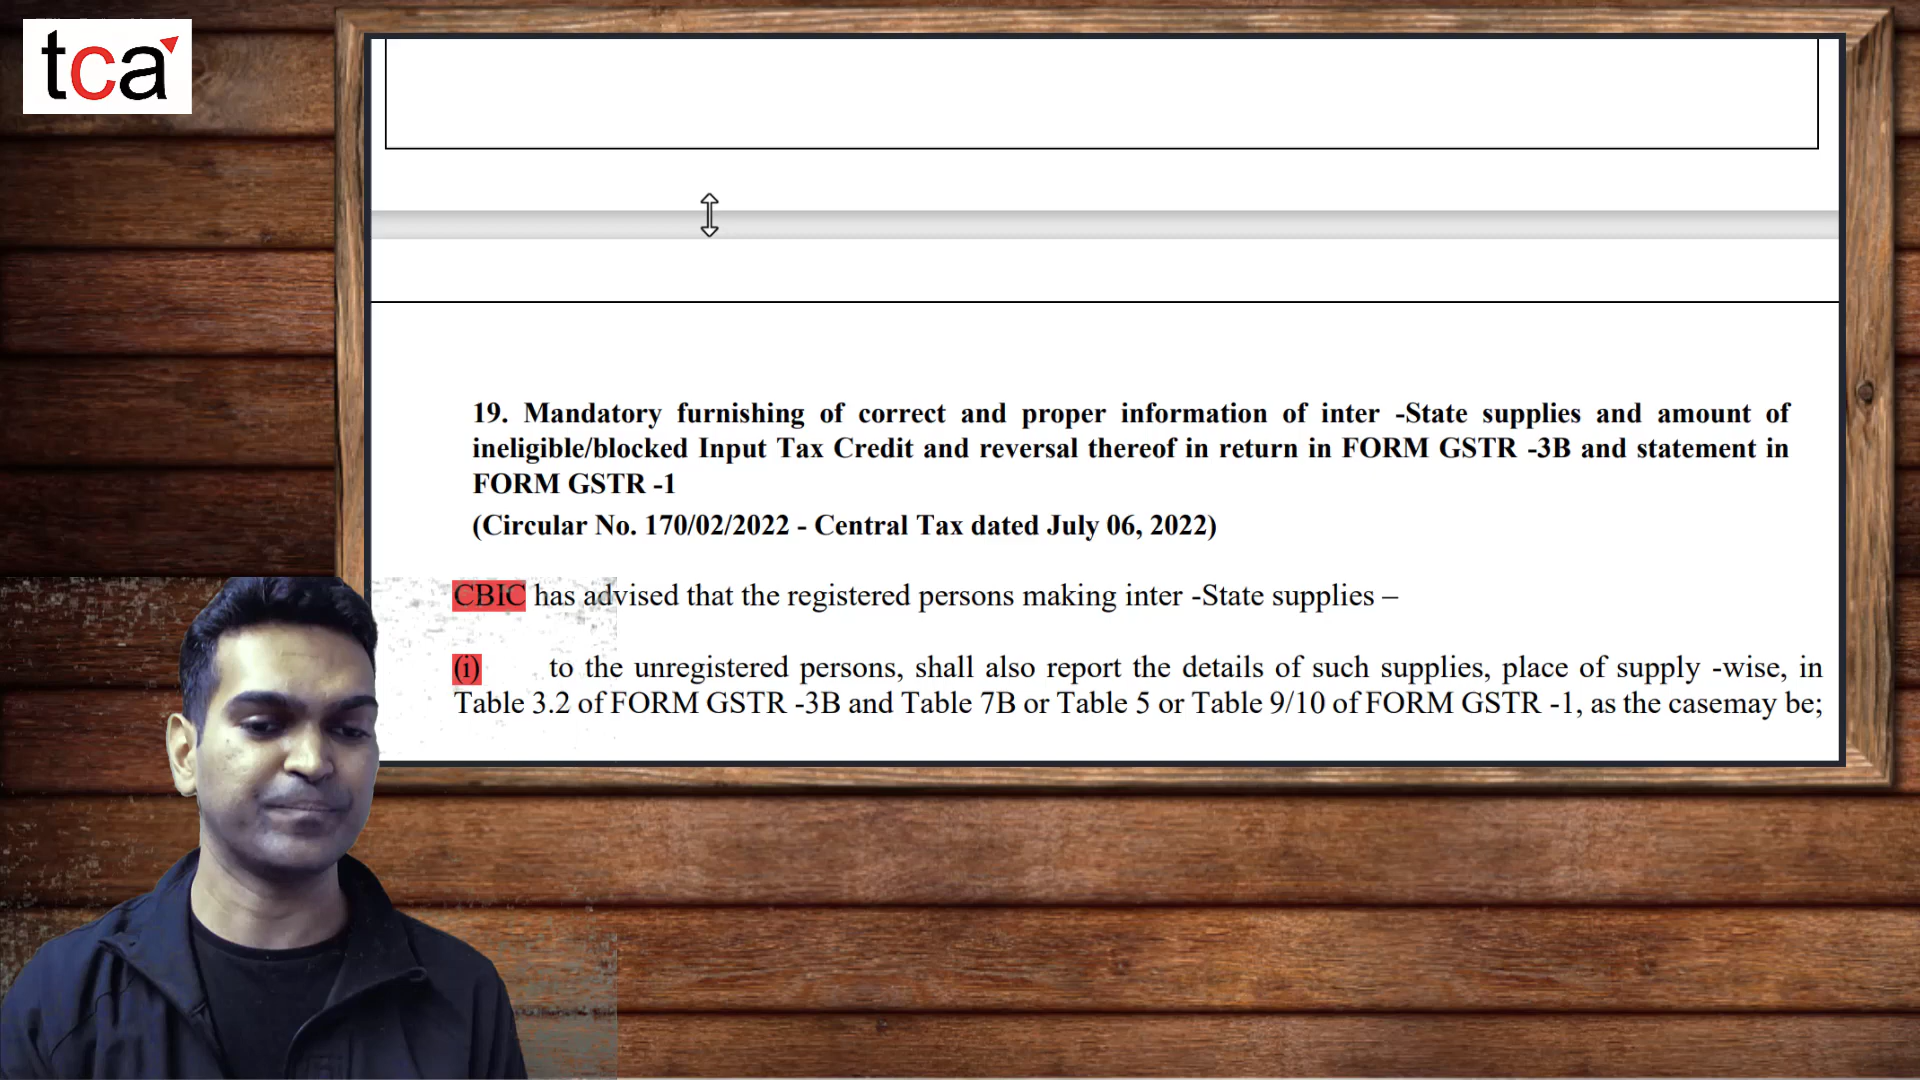 tca
19. Mandatory furnishing of correct and proper information of inter -State supplies and amount of
ineligible/blocked Input Tax Credit and reversal thereof in return in FORM GSTR -3B and statement in
FORM GSTR -1
(Circular No. 170/02/2022 - Central Tax dated July 06, 2022)
CBIC has advised that the registered persons making inter -State supplies –
(i) to the unregistered persons, shall also report the details of such supplies, place of supply -wise, in
Table 3.2 of FORM GSTR -3B and Table 7B or Table 5 or Table 9/10 of FORM GSTR -1, as the casemay be;